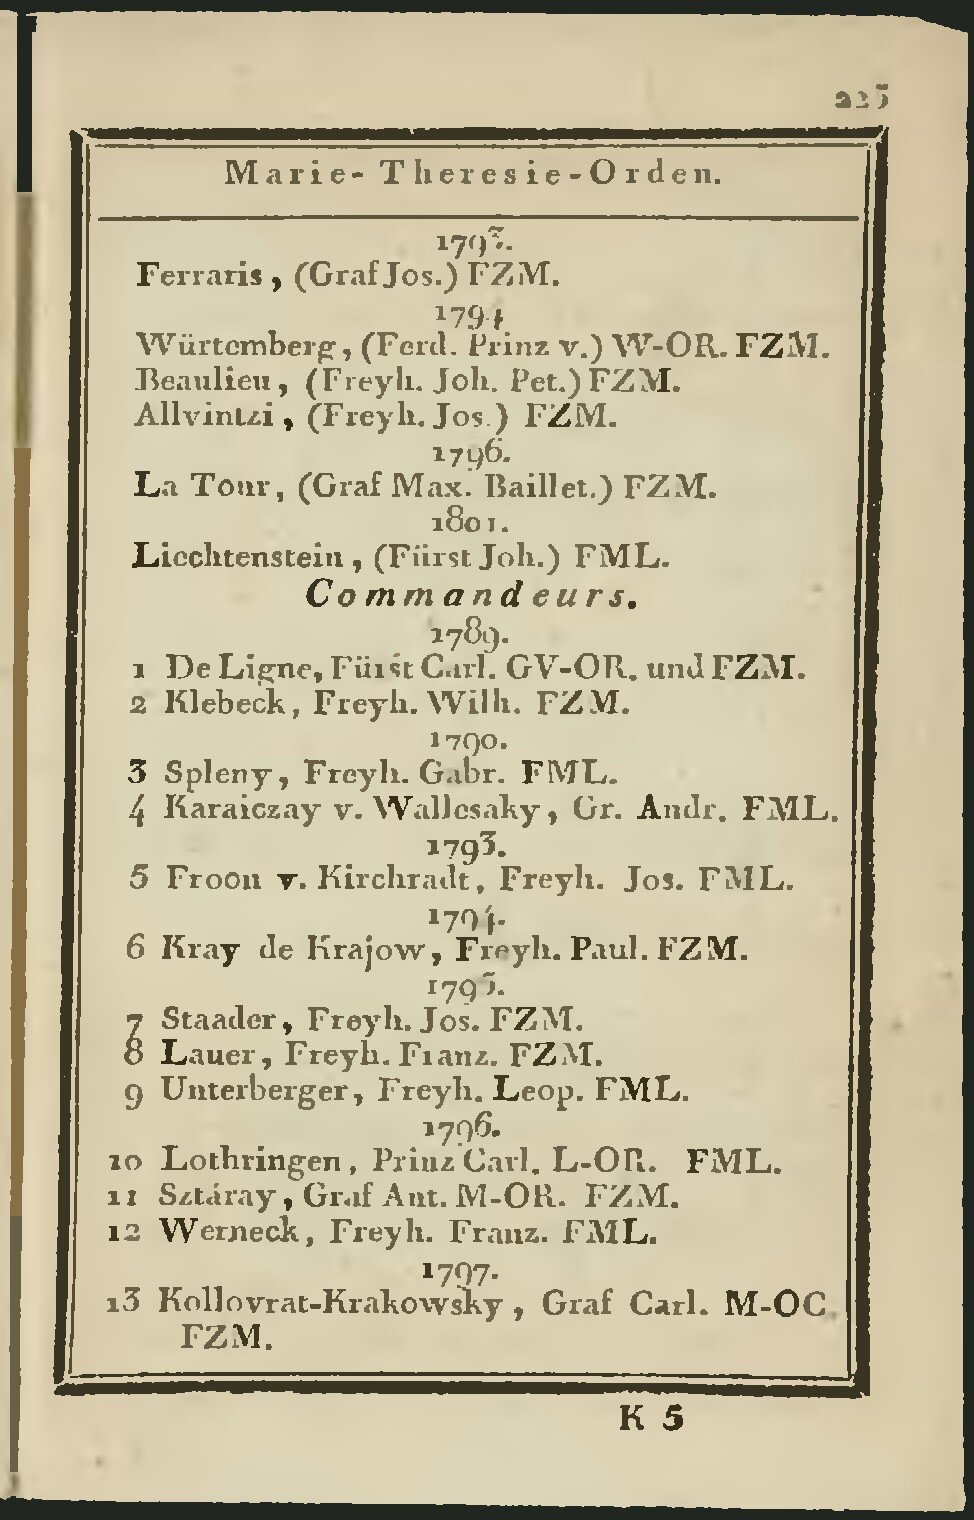 225
Marie-Theresie-Orden.
1793.
Ferraris, (Graf Jos.) FZM.
1794
Würtemberg, (Ferd. Prinz v.) W-OR. FZM.
Beaulieu, (Freyh. Joh. Pet.) FZM.
Allvintzi, (Freyh. Jos.) FZM.
1796.
La Tour, (Graf Max. Baillet.) FZM.
1801.
Liechtenstein, (Fürst Joh.) FML.
Commandeurs.
1789.
1 De Ligne, Fürst Carl. GV-OR. und FZM.
2 Klebeck, Freyh. Wilh. FZM.
1790.
3 Spleny, Freyh. Gabr. FML.
4 Karaiczay v. Wallesaky, Gr. Andr. FML.
1793.
5 Froon v. Kirchradt, Freyh. Jos. FML.
1794.
6 Kray de Krajow, Freyh. Paul. FZM.
1795.
7 Staader, Freyh. Jos. FZM.
8 Lauer, Freyh. Franz. FZM.
9 Unterberger, Freyh. Leop. FML.
1796.
10 Lothringen, Prinz Carl. L-OR. FML.
11 Sztáray, Graf Ant. M-OR. FZM.
12 Werneck, Freyh. Franz. FML.
1797.
13 Kollovrat-Krakowsky, Graf Carl. M-OC.
FZM.
K 5